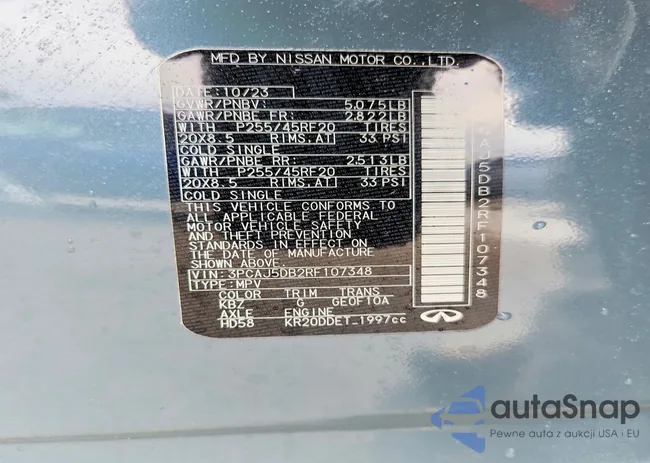 MFD BY NISSAN MOTOR CO.,LTD.
DATE: 10/23
GVWR/PNBV: 5,075LB
GAWR/PNBE FR: 2,822LB
WITH P255/45RF20 TIRES
20X8.5 RIMS,AT 33 PSI
COLD SINGLE
GAWR/PNBE RR: 2,513LB
WITH P255/45RF20 TIRES
20X8.5 RIMS,AT 33 PSI
COLD SINGLE
THIS VEHICLE CONFORMS TO
ALL APPLICABLE FEDERAL
MOTOR VEHICLE SAFETY
AND THEFT PREVENTION
STANDARDS IN EFFECT ON
THE DATE OF MANUFACTURE
SHOWN ABOVE.
VIN: 3PCAJ5DB2RF107348
TYPE: MPV
COLOR TRIM TRANS
KBZ G GE0F10A
AXLE ENGINE
HD58 KR20DDET 1997cc
AJ5DB2RF107348
autaSnap
Pewne auta z aukcji USA i EU